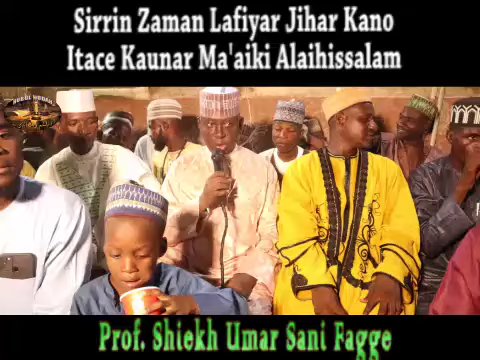 Sirrin Zaman Lafiyar Jihar Kano
Itace Kaunar Ma'aiki Alaihissalam
Prof. Shiekh Umar Sani Fagge